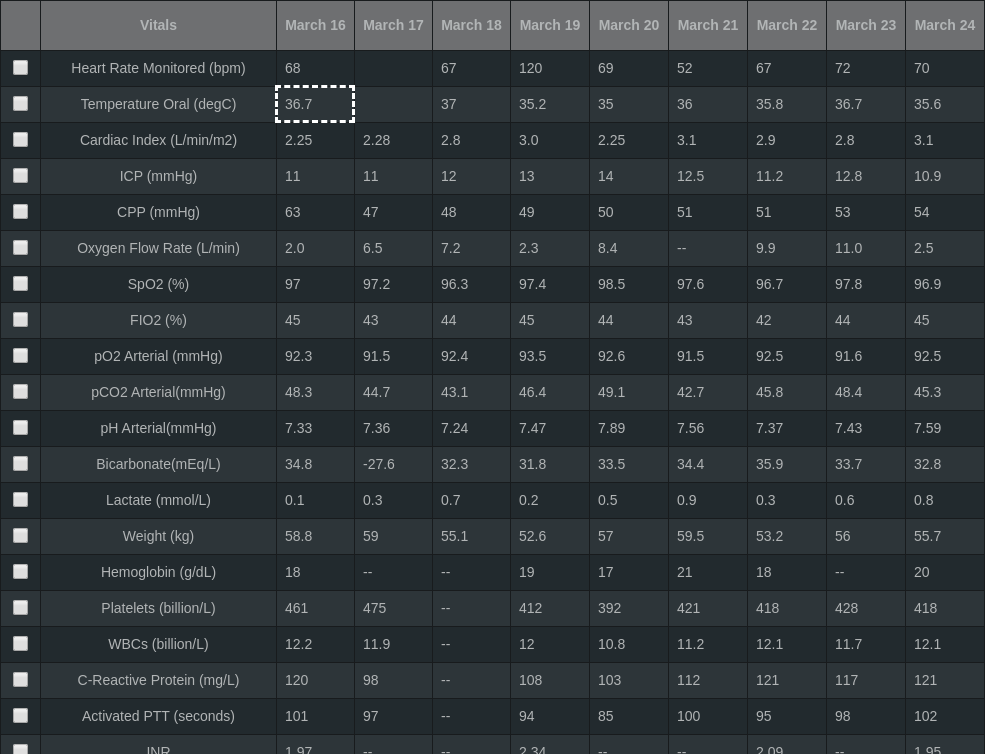 Vitals March 16 March 17 March 18 March 19 March 20 March 21 March 22 March 23 March 24
Heart Rate Monitored (bpm) 68 67 120 69 52 67 72 70
Temperature Oral (degC) 36.7 37 35.2 35 36 35.8 36.7 35.6
Cardiac Index (L/min/m2) 2.25 2.28 2.8 3.0 2.25 3.1 2.9 2.8 3.1
ICP (mmHg) 11 11 12 13 14 12.5 11.2 12.8 10.9
CPP (mmHg) 63 47 48 49 50 51 51 53 54
Oxygen Flow Rate (L/min) 2.0 6.5 7.2 2.3 8.4 -- 9.9 11.0 2.5
SpO2 (%) 97 97.2 96.3 97.4 98.5 97.6 96.7 97.8 96.9
FIO2 (%) 45 43 44 45 44 43 42 44 45
pO2 Arterial (mmHg) 92.3 91.5 92.4 93.5 92.6 91.5 92.5 91.6 92.5
pCO2 Arterial(mmHg) 48.3 44.7 43.1 46.4 49.1 42.7 45.8 48.4 45.3
pH Arterial(mmHg) 7.33 7.36 7.24 7.47 7.89 7.56 7.37 7.43 7.59
Bicarbonate(mEq/L) 34.8 -27.6 32.3 31.8 33.5 34.4 35.9 33.7 32.8
Lactate (mmol/L) 0.1 0.3 0.7 0.2 0.5 0.9 0.3 0.6 0.8
Weight (kg) 58.8 59 55.1 52.6 57 59.5 53.2 56 55.7
Hemoglobin (g/dL) 18 -- -- 19 17 21 18 -- 20
Platelets (billion/L) 461 475 -- 412 392 421 418 428 418
WBCs (billion/L) 12.2 11.9 -- 12 10.8 11.2 12.1 11.7 12.1
C-Reactive Protein (mg/L) 120 98 -- 108 103 112 121 117 121
Activated PTT (seconds) 101 97 -- 94 85 100 95 98 102
INR 1.97 -- -- 2.34 -- -- 2.09 -- 1.95